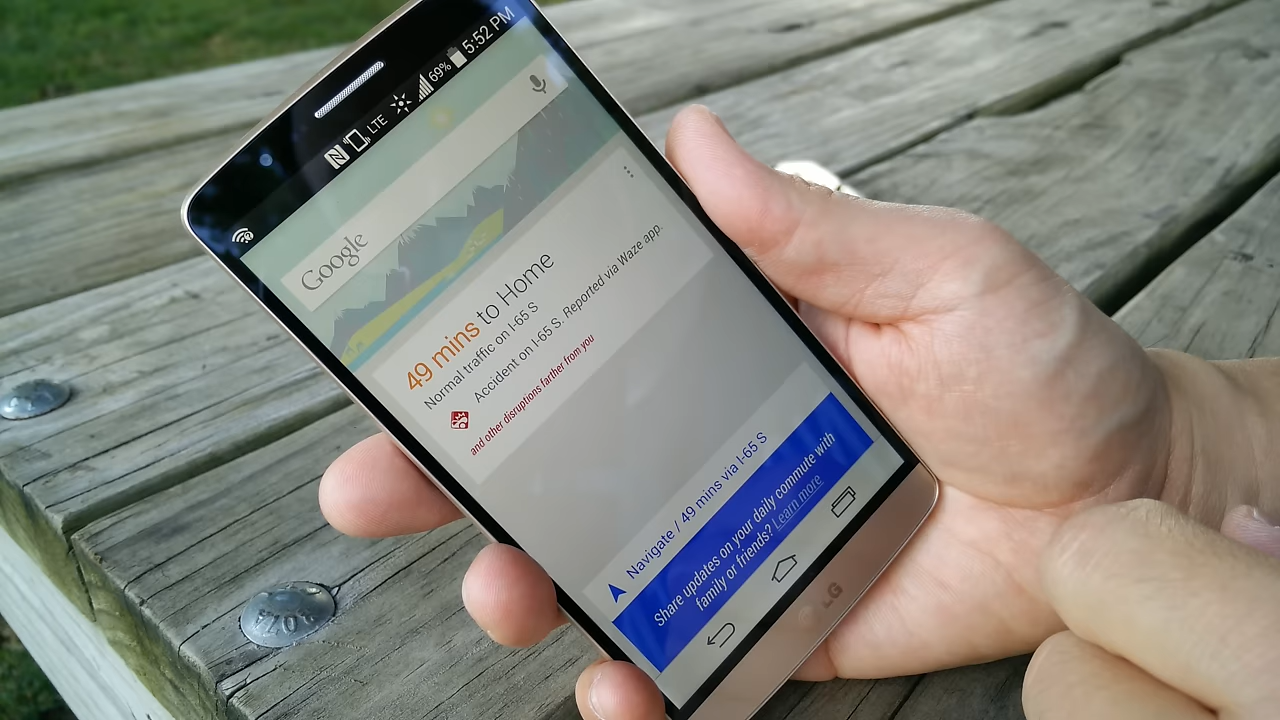 LTE 69% 5:52 PM
Google
49 mins to Home
Normal traffic on I-65 S
Accident on I-65 S. Reported via Waze app.
and other disruptions farther from you
Navigate / 49 mins via I-65 S
Share updates on your daily commute with
family or friends? Learn more
LG